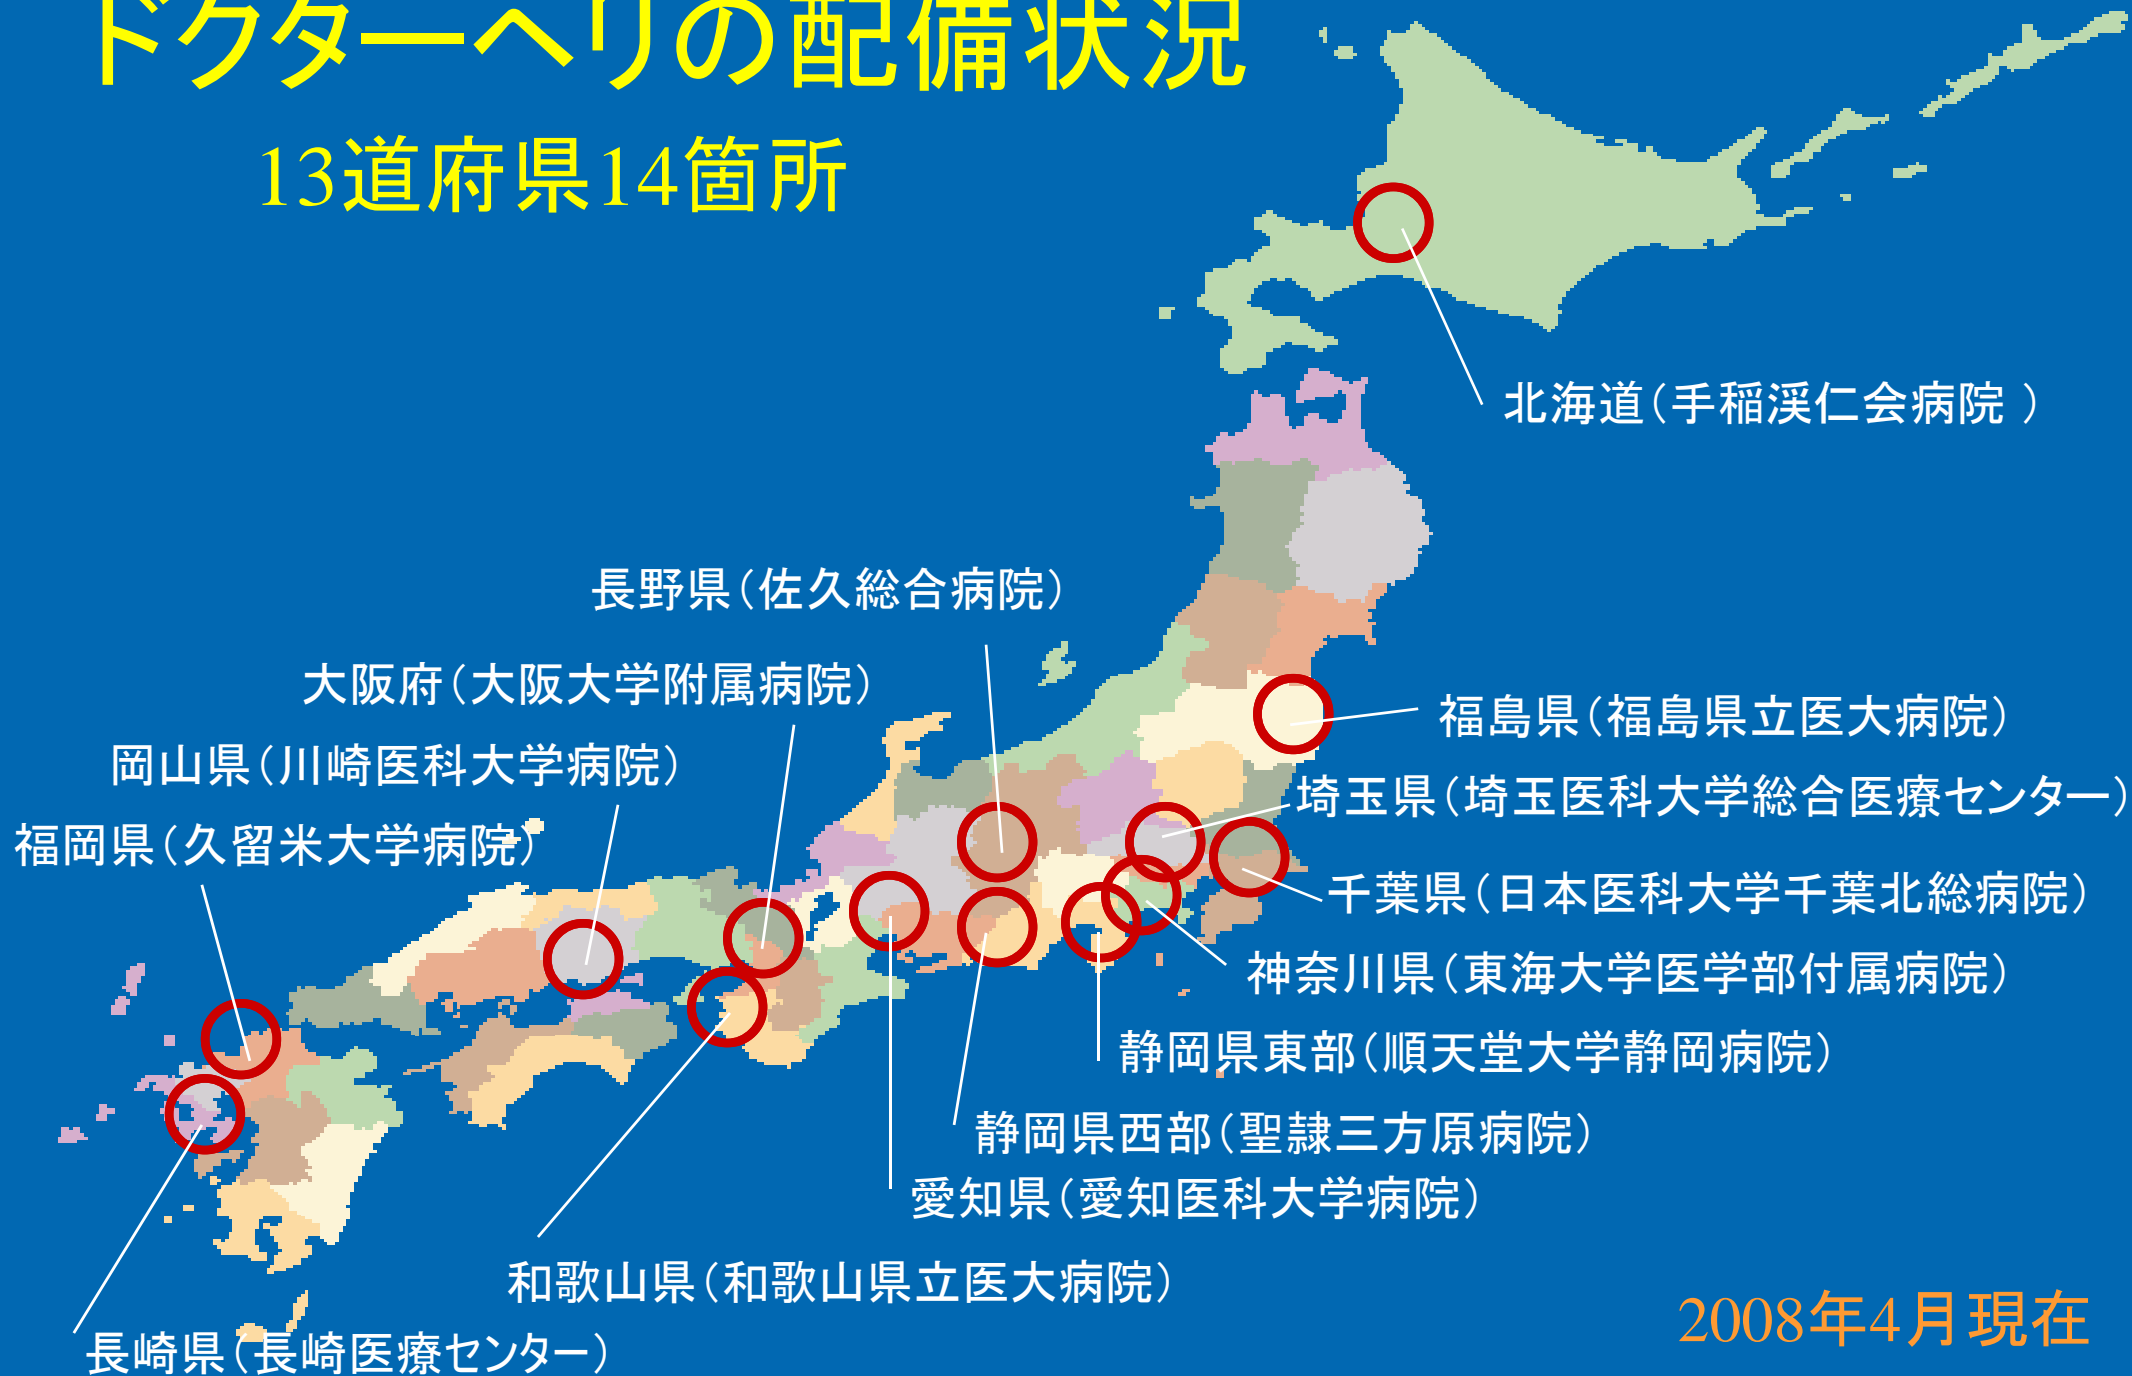 ドクターヘリの配備状況
13道府県14箇所
北海道（手稲渓仁会病院 ）
長野県（佐久総合病院）
大阪府（大阪大学附属病院）
福島県（福島県立医大病院）
岡山県（川崎医科大学病院）
埼玉県（埼玉医科大学総合医療センター）
福岡県（久留米大学病院）
千葉県（日本医科大学千葉北総病院）
神奈川県（東海大学医学部付属病院）
静岡県東部（順天堂大学静岡病院）
静岡県西部（聖隷三方原病院）
愛知県（愛知医科大学病院）
和歌山県（和歌山県立医大病院）
長崎県（長崎医療センター）
2008年4月現在